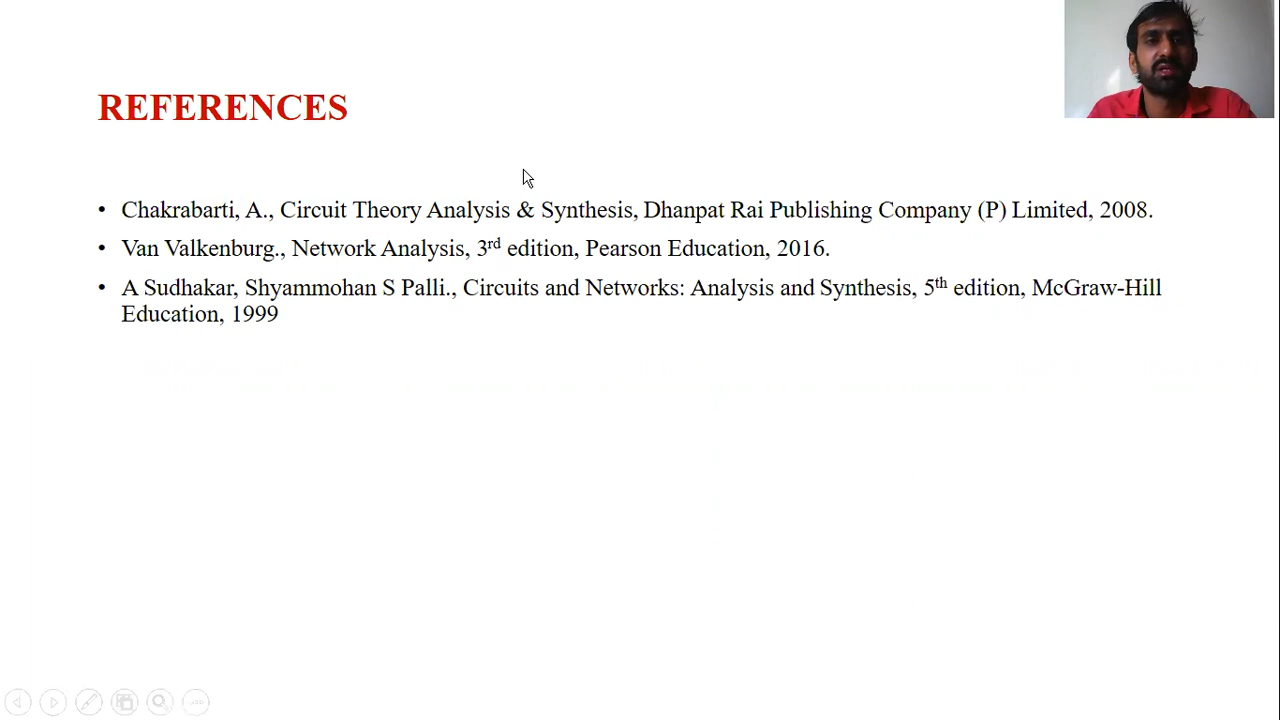 REFERENCES
• Chakrabarti, A., Circuit Theory Analysis & Synthesis, Dhanpat Rai Publishing Company (P) Limited, 2008.
• Van Valkenburg., Network Analysis, 3rd edition, Pearson Education, 2016.
• A Sudhakar, Shyammohan S Palli., Circuits and Networks: Analysis and Synthesis, 5th edition, McGraw-Hill
Education, 1999